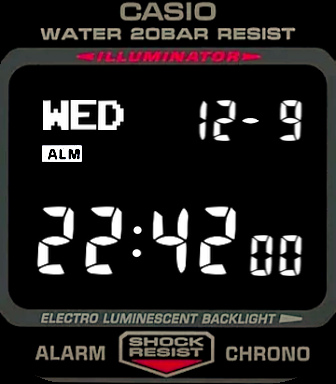 CASIO
WATER 20BAR RESIST
ILLUMINATOR
WED 12- 9
ALM
22:42 00
ELECTRO LUMINESCENT BACKLIGHT
ALARM SHOCK RESIST CHRONO